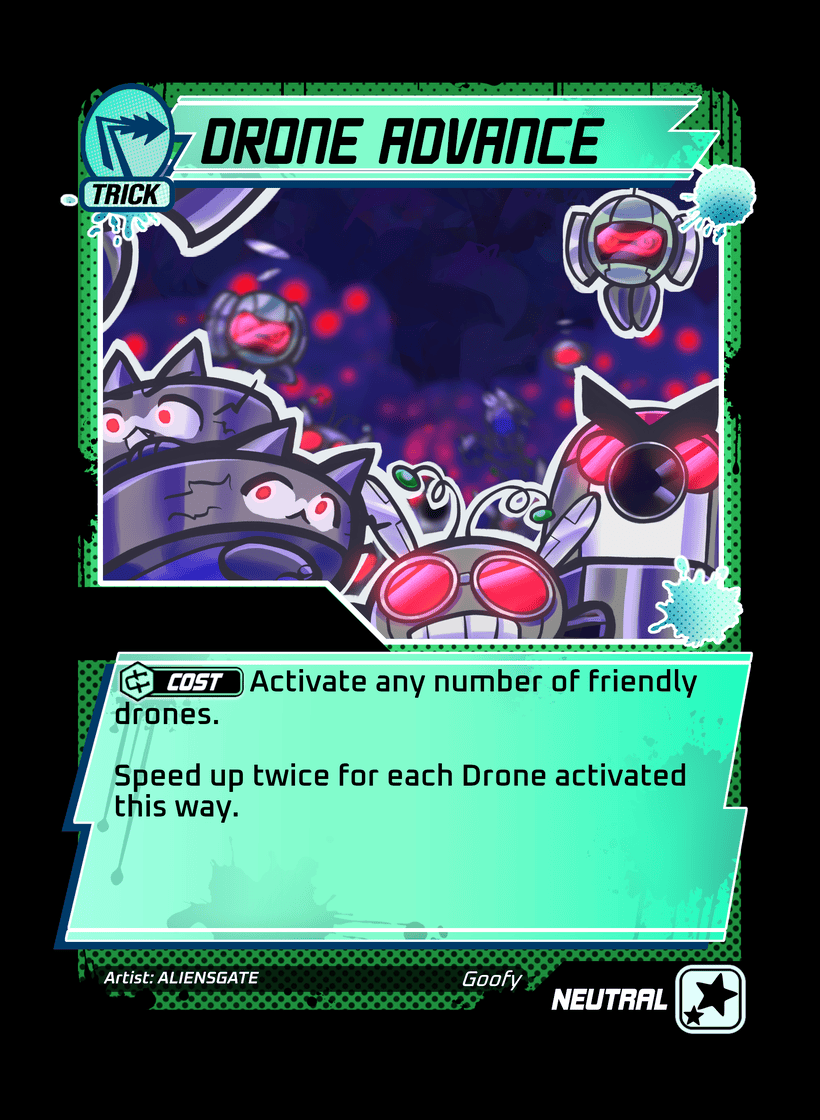 DRONE ADVANCE
TRICK
COST Activate any number of friendly
drones.
Speed up twice for each Drone activated
this way.
Artist: ALIENSGATE
Goofy
NEUTRAL